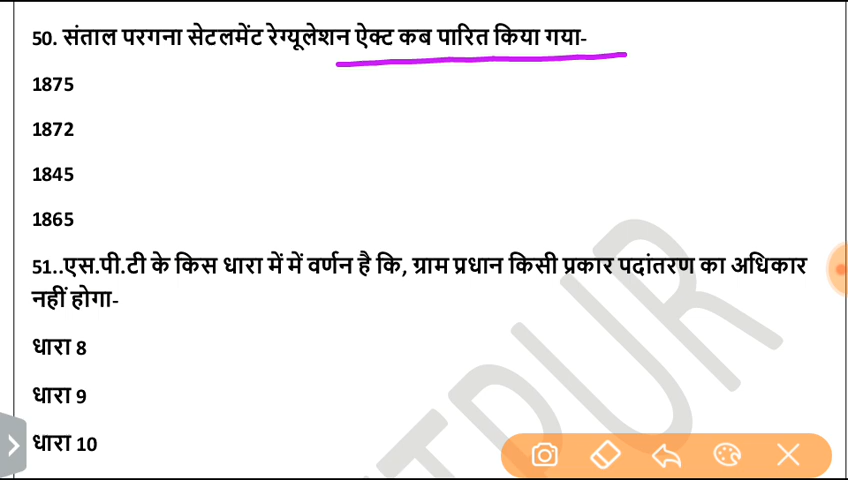 50. संताल परगना सेटलमेंट रेग्यूलेशन ऐक्ट कब पारित किया गया-
1875
1872
1845
1865
51..एस.पी.टी के किस धारा में में वर्णन है कि, ग्राम प्रधान किसी प्रकार पदांतरण का अधिकार
नहीं होगा-
धारा 8
धारा 9
धारा 10
TPUR